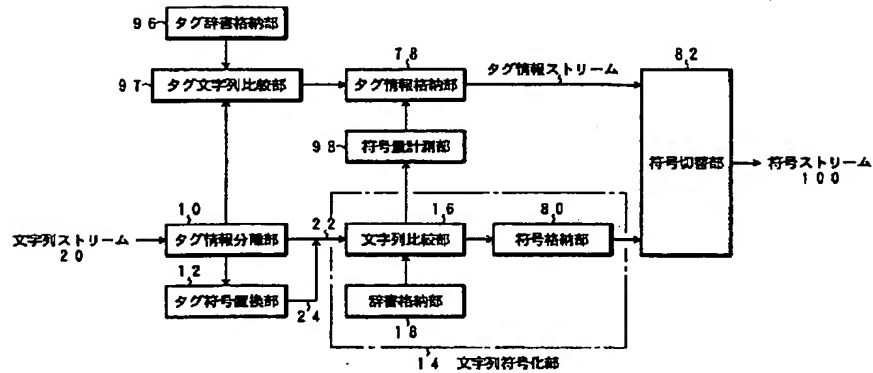 96 タグ辞書格納部
97 タグ文字列比較部
78
タグ情報格納部
タグ情報ストリーム
82
98 符号量計測部
符号切替部
符号ストリーム
100
文字列ストリーム
20
10
タグ情報分離部
22
16
文字列比較部
80
符号格納部
12
タグ符号置換部
24
辞書格納部
18
14 文字列符号化部